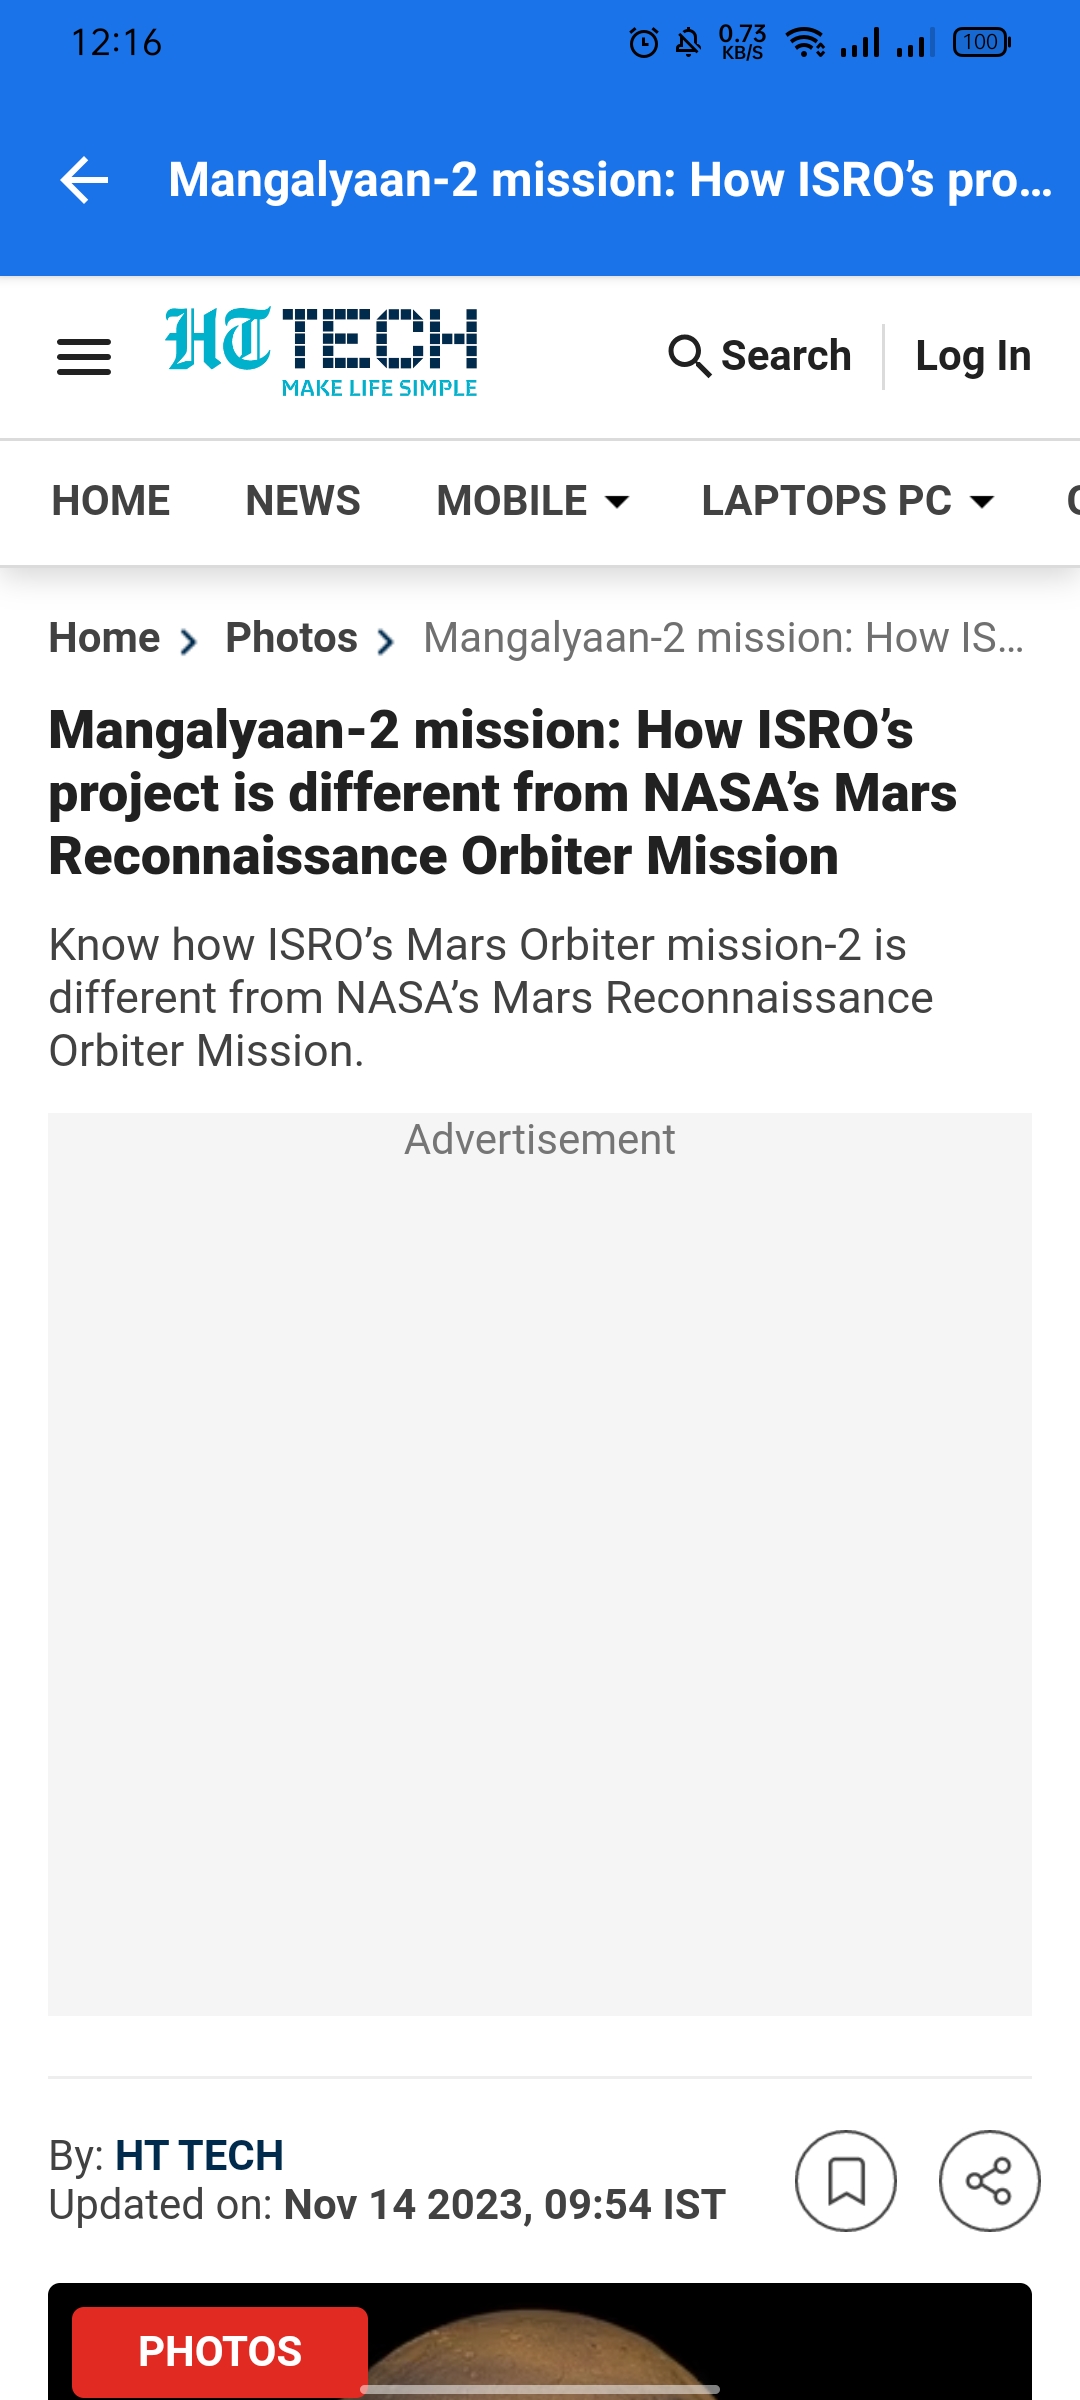 12:16
0.73
KB/S
100
Mangalyaan-2 mission: How ISRO’s pro...
HT TECH
MAKE LIFE SIMPLE
Search
Log In
HOME NEWS MOBILE LAPTOPS PC
Home > Photos > Mangalyaan-2 mission: How IS...
Mangalyaan-2 mission: How ISRO’s
project is different from NASA’s Mars
Reconnaissance Orbiter Mission
Know how ISRO’s Mars Orbiter mission-2 is
different from NASA’s Mars Reconnaissance
Orbiter Mission.
Advertisement
By: HT TECH
Updated on: Nov 14 2023, 09:54 IST
PHOTOS